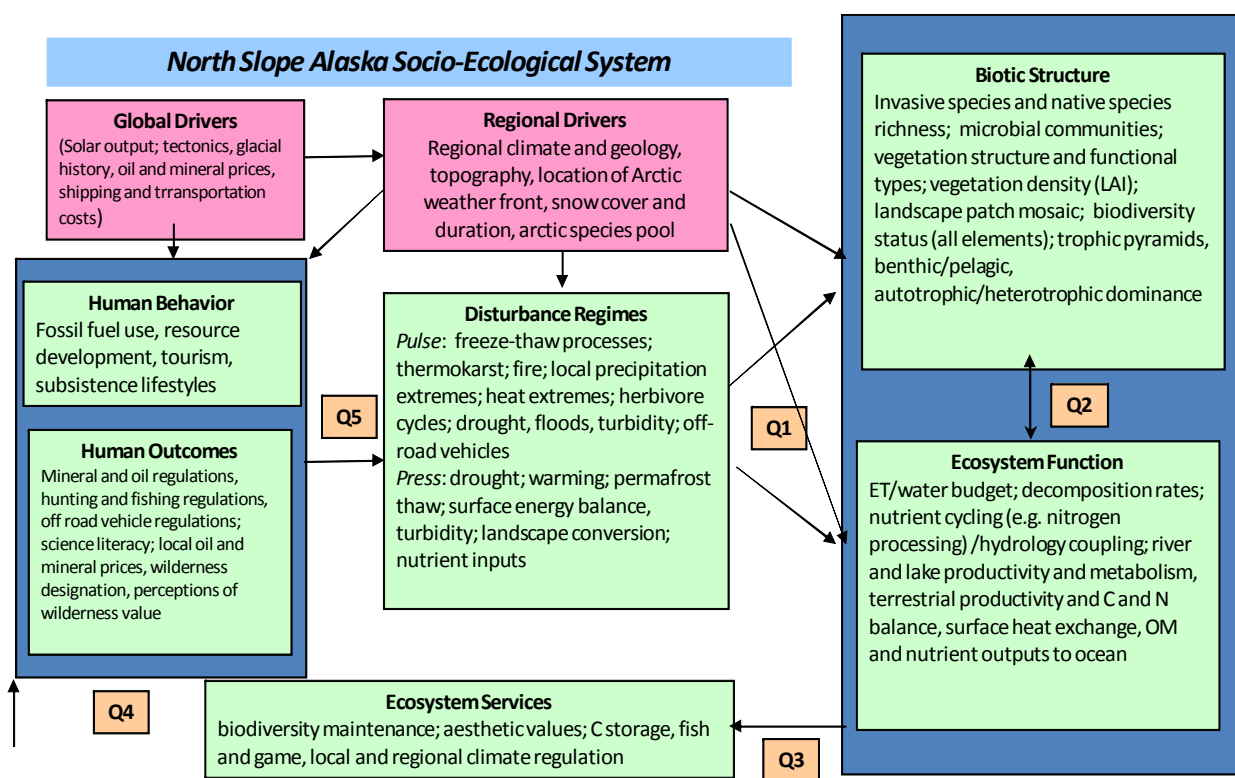 North Slope Alaska Socio-Ecological System
Global Drivers
(Solar output; tectonics, glacial
history, oil and mineral prices,
shipping and trransportation
costs)
Regional Drivers
Regional climate and geology,
topography, location of Arctic
weather front, snow cover and
duration, arctic species pool
Biotic Structure
Invasive species and native species
richness; microbial communities;
vegetation structure and functional
types; vegetation density (LAI);
landscape patch mosaic; biodiversity
status (all elements); trophic pyramids,
benthic/pelagic,
autotrophic/heterotrophic dominance
Human Behavior
Fossil fuel use, resource
development, tourism,
subsistence lifestyles
Human Outcomes
Mineral and oil regulations,
hunting and fishing regulations,
off road vehicle regulations;
science literacy; local oil and
mineral prices, wilderness
designation, perceptions of
wilderness value
Q5
Disturbance Regimes
Pulse: freeze-thaw processes;
thermokarst; fire; local precipitation
extremes; heat extremes; herbivore
cycles; drought, floods, turbidity; off-
road vehicles
Press: drought; warming; permafrost
thaw; surface energy balance,
turbidity; landscape conversion;
nutrient inputs
Q1
Q2
Ecosystem Function
ET/water budget; decomposition rates;
nutrient cycling (e.g. nitrogen
processing) /hydrology coupling; river
and lake productivity and metabolism,
terrestrial productivity and C and N
balance, surface heat exchange, OM
and nutrient outputs to ocean
Q4
Ecosystem Services
biodiversity maintenance; aesthetic values; C storage, fish
and game, local and regional climate regulation
Q3